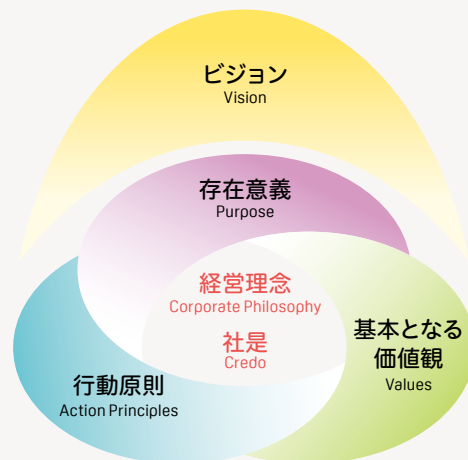 ビジョン
Vision
存在意義
Purpose
経営理念
Corporate Philosophy
社是
Credo
基本となる
価値観
Values
行動原則
Action Principles